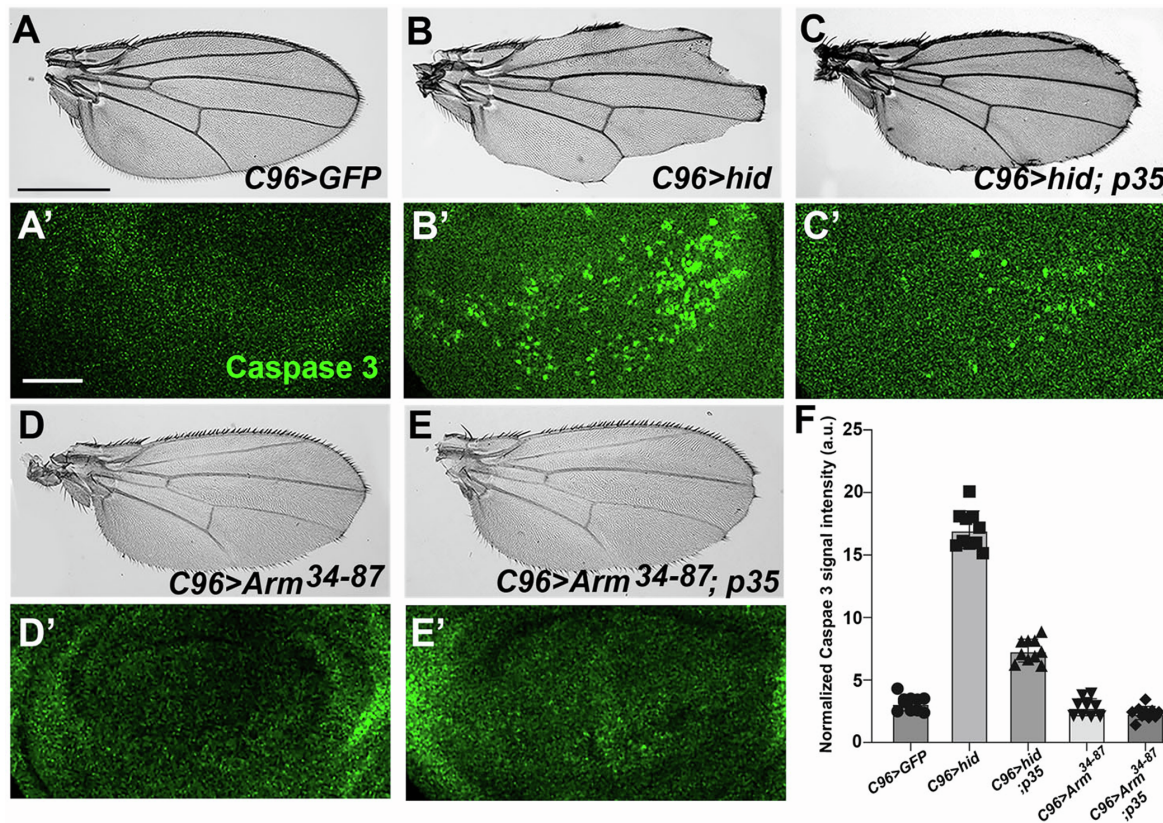 A
C96>GFP
B
C96>hid
C
C96>hid; p35
A’
Caspase 3
B’
C’
D
C96>Arm34-87
E
C96>Arm34-87; p35
D’
E’
F
Normalized Caspae 3 signal intensity (a.u.)
25
20
15
10
5
0
C96>GFP
C96>hid
C96>hid
;p35
C96>Arm34-87
C96>Arm34-87
;p35